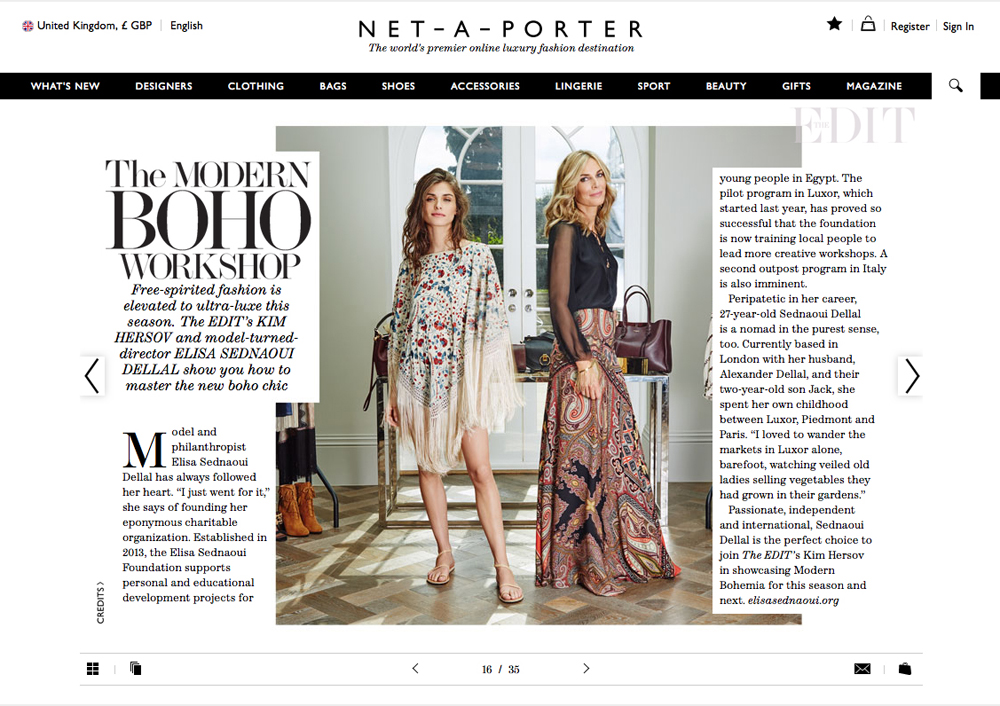 United Kingdom, £ GBP
English
NET-A-PORTER
The world's premier online luxury fashion destination
Register
Sign In
WHAT'S NEW
DESIGNERS
CLOTHING
BAGS
SHOES
ACCESSORIES
LINGERIE
SPORT
BEAUTY
GIFTS
MAGAZINE
THE EDIT
The MODERN
BOHO
WORKSHOP
Free-spirited fashion is
elevated to ultra-luxe this
season. The EDIT's KIM
HERSOV and model-turned-
director ELISA SEDNAOUI
DELLAL show you how to
master the new boho chic
Model and
philanthropist
Elisa Sednaoui
Dellal has always followed
her heart. “I just went for it,”
she says of founding her
eponymous charitable
organization. Established in
2013, the Elisa Sednaoui
Foundation supports
personal and educational
development projects for
young people in Egypt. The
pilot program in Luxor, which
started last year, has proved so
successful that the foundation
is now training local people to
lead more creative workshops. A
second outpost program in Italy
is also imminent.
Peripatetic in her career,
27-year-old Sednaoui Dellal
is a nomad in the purest sense,
too. Currently based in
London with her husband,
Alexander Dellal, and their
two-year-old son Jack, she
spent her own childhood
between Luxor, Piedmont and
Paris. “I loved to wander the
markets in Luxor alone,
barefoot, watching veiled old
ladies selling vegetables they
had grown in their gardens.”
Passionate, independent
and international, Sednaoui
Dellal is the perfect choice to
join The EDIT's Kim Hersov
in showcasing Modern
Bohemia for this season and
next. elisasednaoui.org
CREDITS >
16 / 35